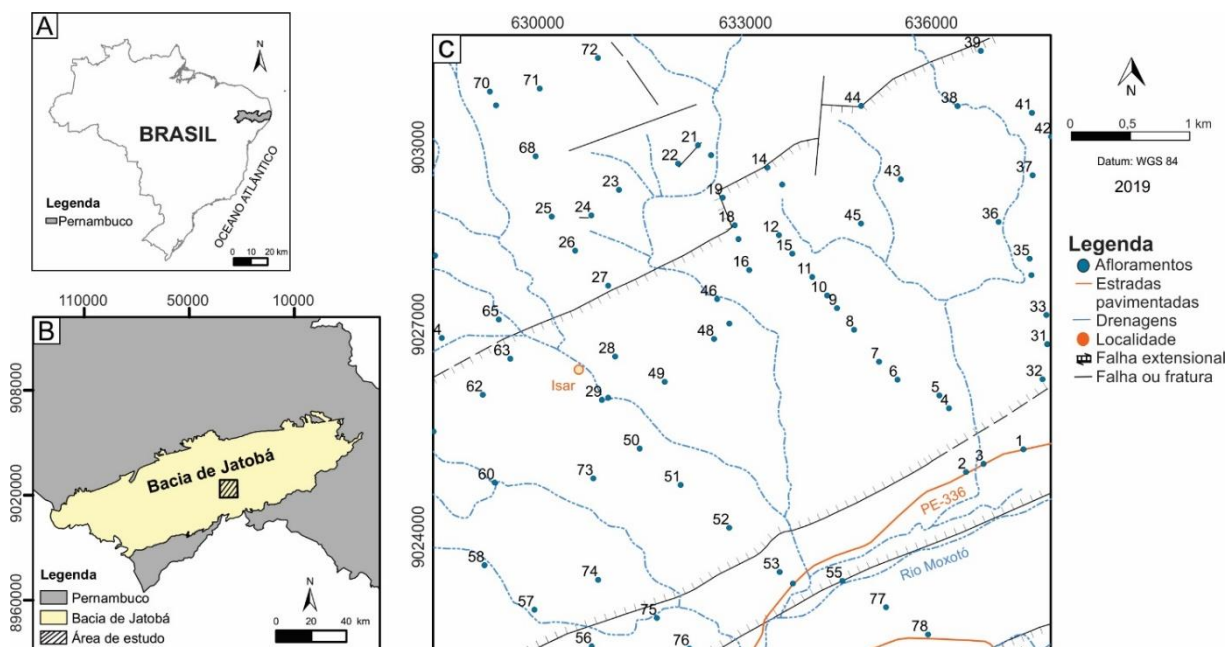 A
N
BRASIL
OCEANO ATLÂNTICO
Legenda
Pernambuco
0 10 20 km
110000 50000 10000
B
9080000
9020000
8960000
Bacia de Jatobá
Legenda
Pernambuco
Bacia de Jatobá
Área de estudo
N
0 20 40 km
630000 633000 636000
C
9030000
9027000
9024000
72
39
70
71
44
38
41
42
21
22
68
14
43
37
23
19
25
24
18
12
45
36
26
15
35
16
11
27
10
46
9
65
33
8
4
48
31
63
28
7
Isar
49
6
32
62
29
5
4
50
1
3
2
73
51
60
PE-336
52
Rio Moxotó
58
53
55
74
57
75
77
56
76
78
N
0 0,5 1 km
Datum: WGS 84
2019
Legenda
Afloramentos
Estradas
pavimentadas
Drenagens
Localidade
Falha extensional
Falha ou fratura